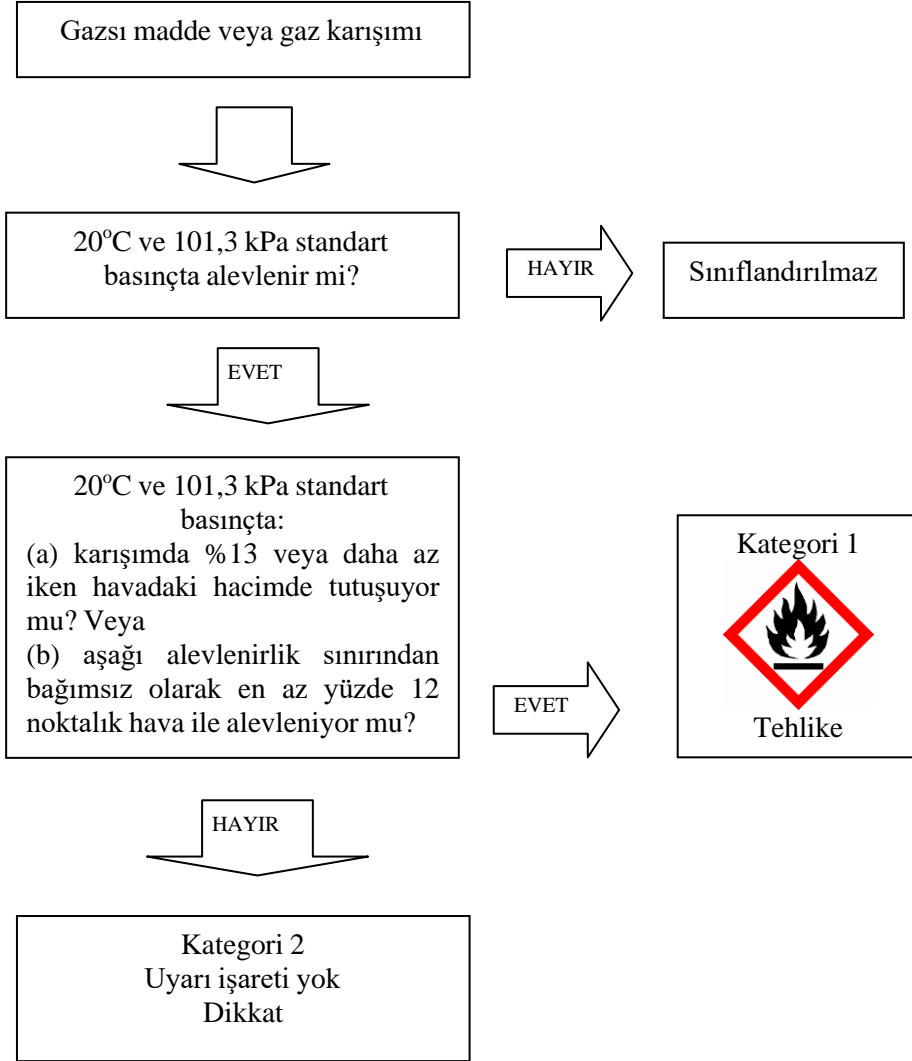 Gazsı madde veya gaz karışımı
20°C ve 101,3 kPa standart
basınçta alevlenir mi?
HAYIR
Sınıflandırılmaz
EVET
20°C ve 101,3 kPa standart
basınçta:
(a) karışımda %13 veya daha az
iken havadaki hacimde tutuşuyor
mu? Veya
(b) aşağı alevlenirlik sınırından
bağımsız olarak en az yüzde 12
noktalık hava ile alevleniyor mu?
EVET
Kategori 1
Tehlike
HAYIR
Kategori 2
Uyarı işareti yok
Dikkat